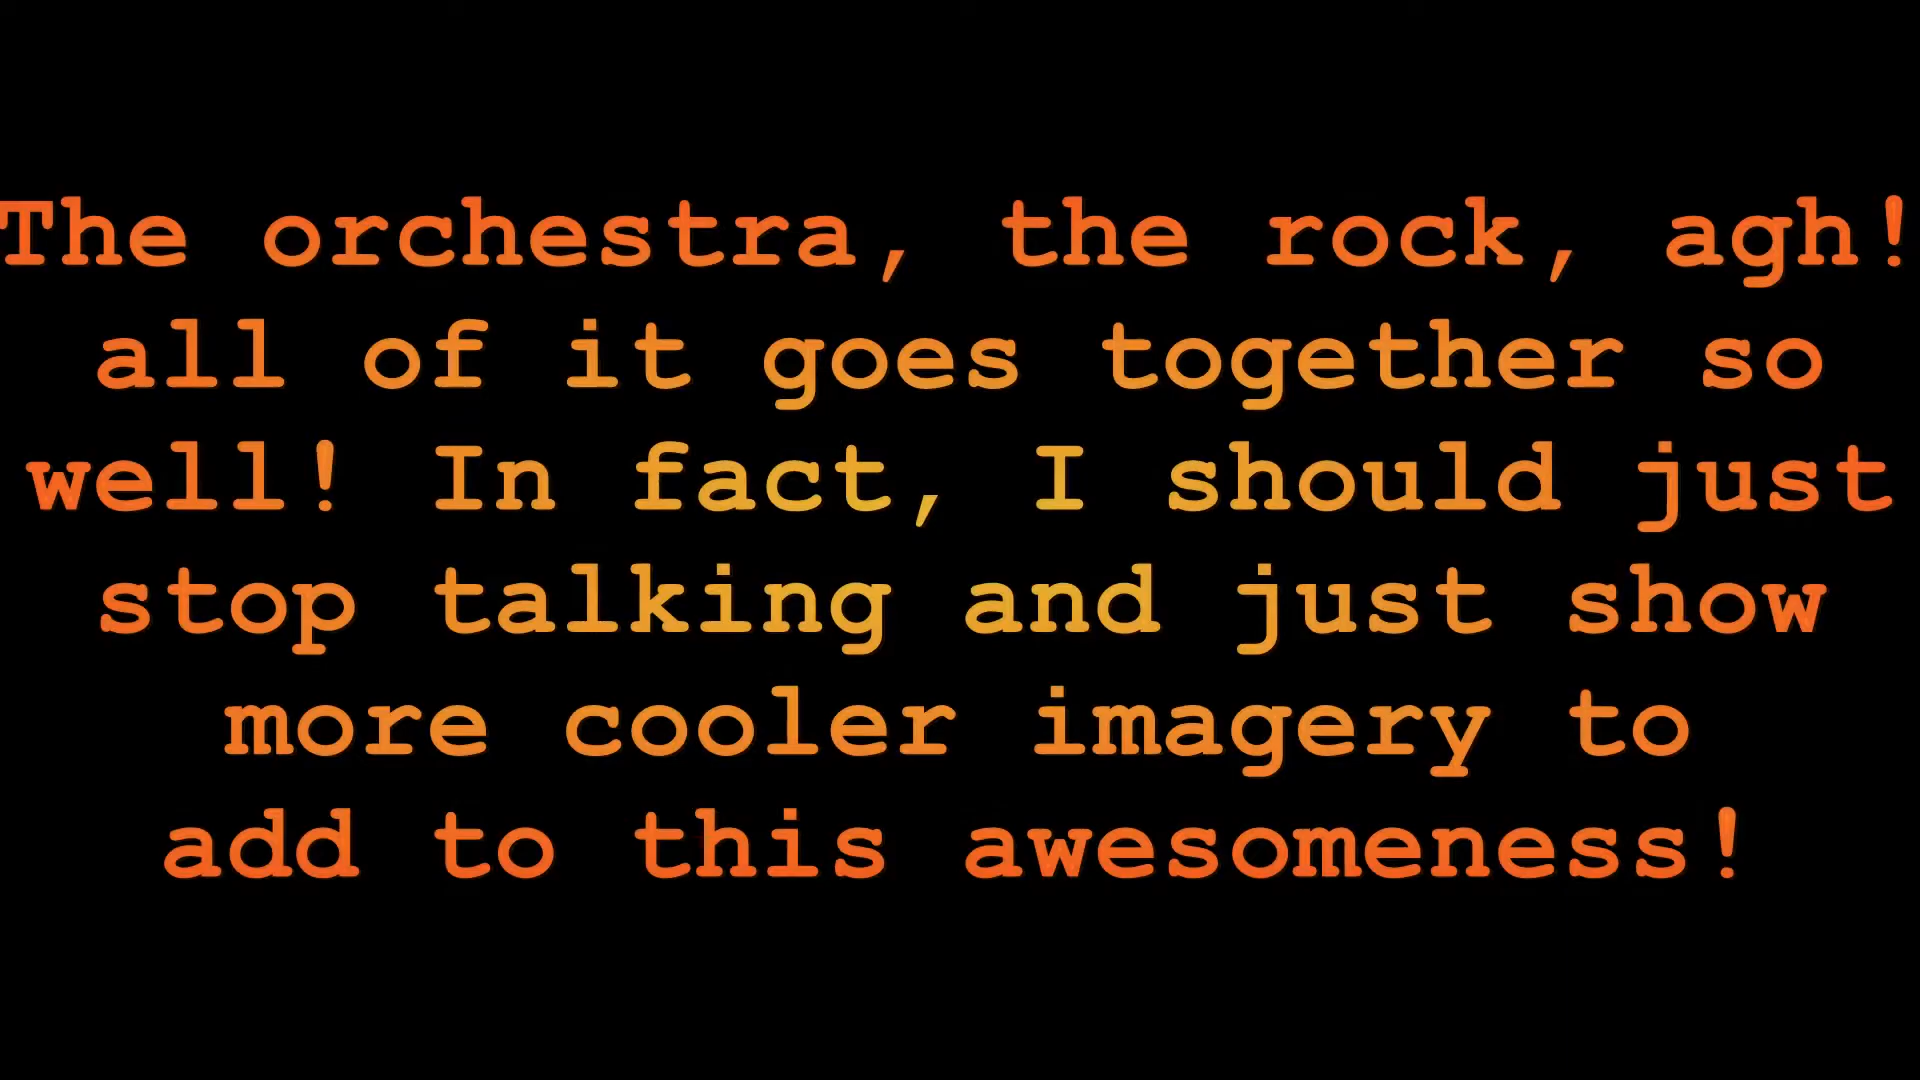 The orchestra, the rock, agh!
all of it goes together so
well! In fact, I should just
stop talking and just show
more cooler imagery to
add to this awesomeness!